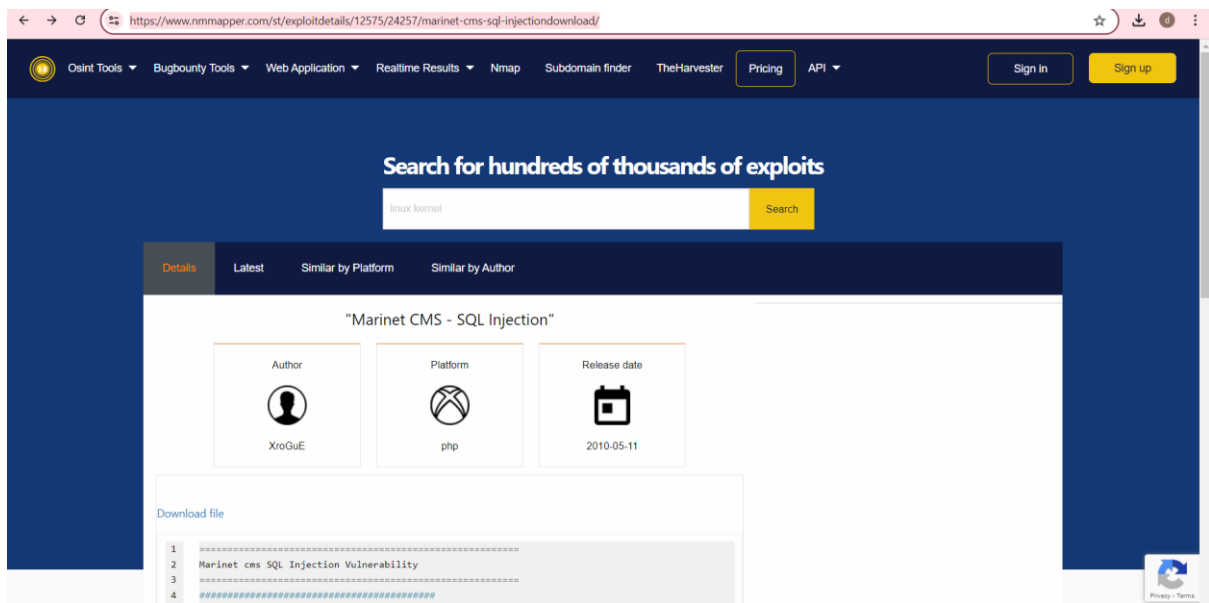 https://www.nmmapper.com/st/exploitdetails/12575/24257/marinet-cms-sql-injectiondownload/
d
Osint Tools Bugbounty Tools Web Application Realtime Results Nmap Subdomain finder TheHarvester Pricing API Sign in Sign up
Search for hundreds of thousands of exploits
linux kernel Search
Details Latest Similar by Platform Similar by Author
"Marinet CMS - SQL Injection"
Author Platform Release date
XroGuE php 2010-05-11
Download file
1 =========================================================
2 Marinet cms SQL Injection Vulnerability
3 =========================================================
4 ##########################################
Privacy - Terms